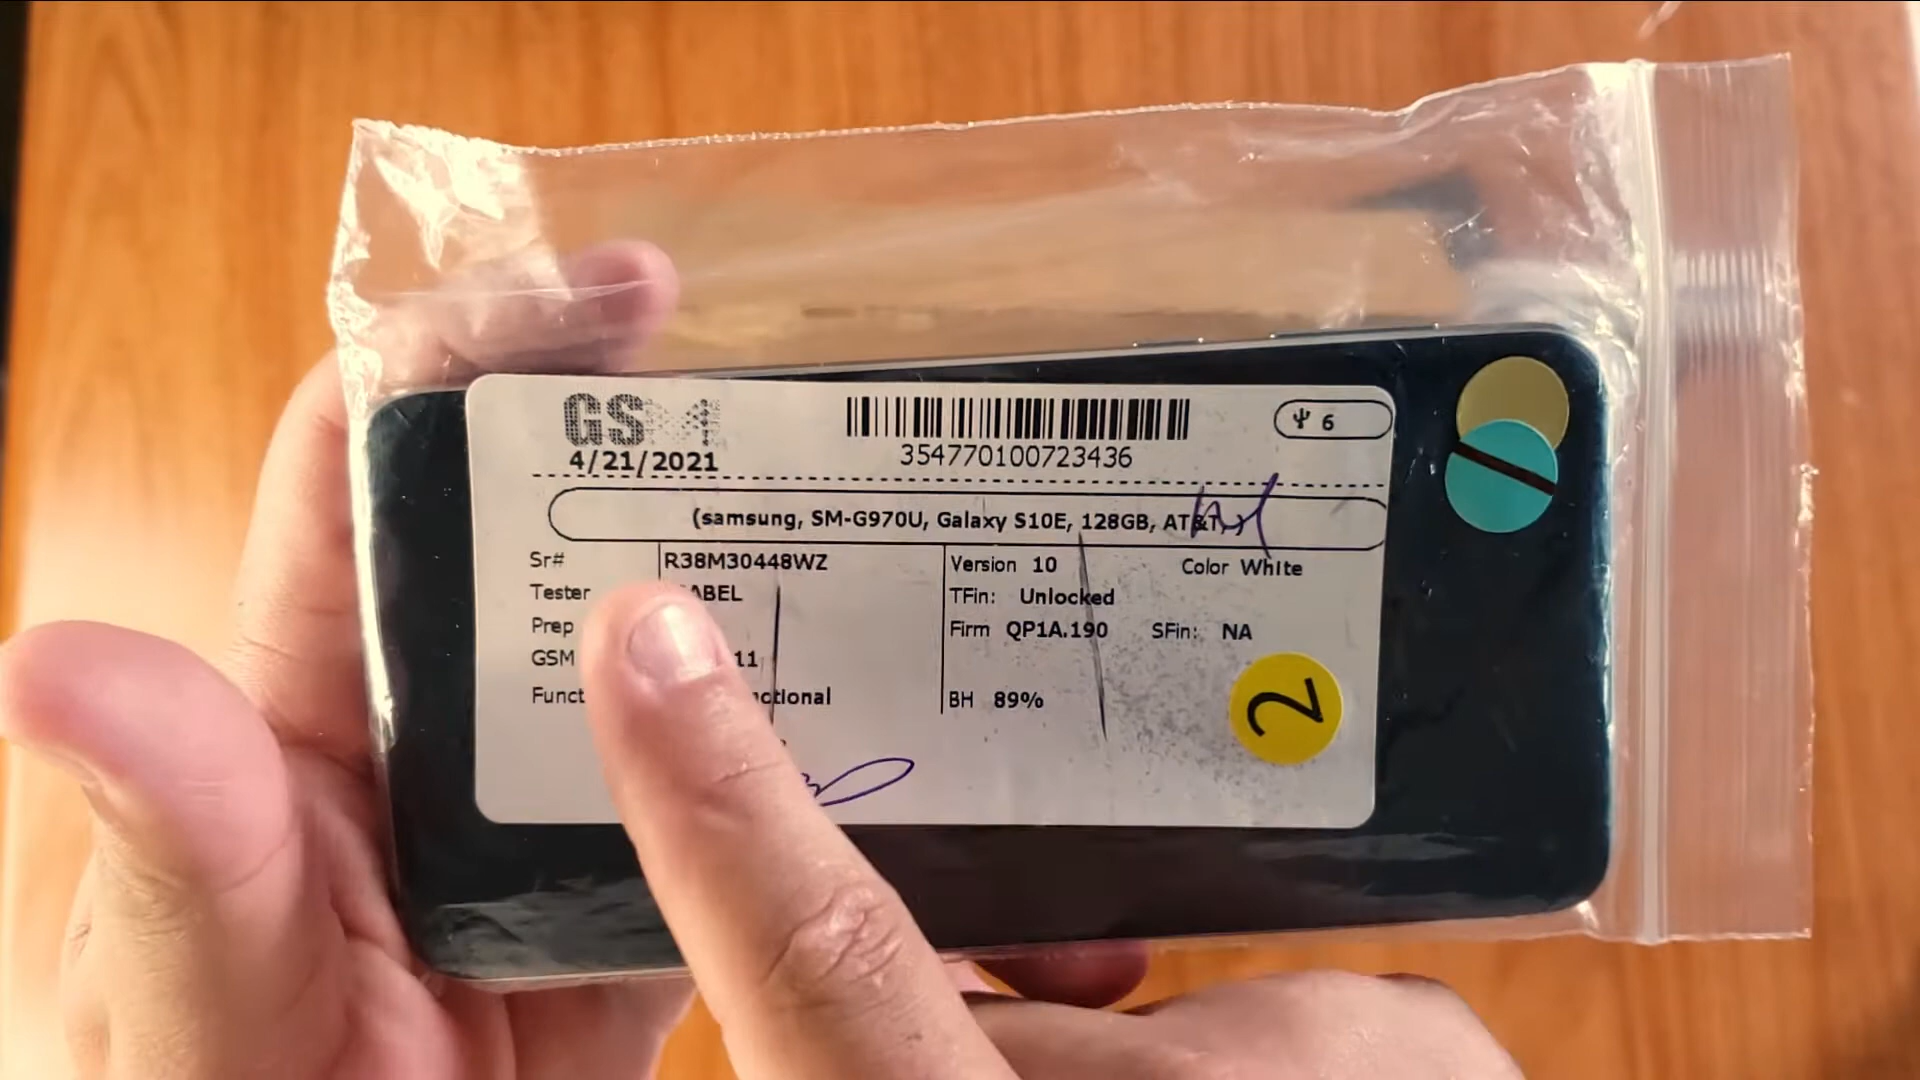 GSM
4/21/2021
354770100723436
6
(samsung, SM-G970U, Galaxy S10E, 128GB, AT&T,
Sr# R38M30448WZ
Version 10 Color White
Tester
TFin: Unlocked
Prep
Firm QP1A.190 SFin: NA
GSM 11
BH 89%
2